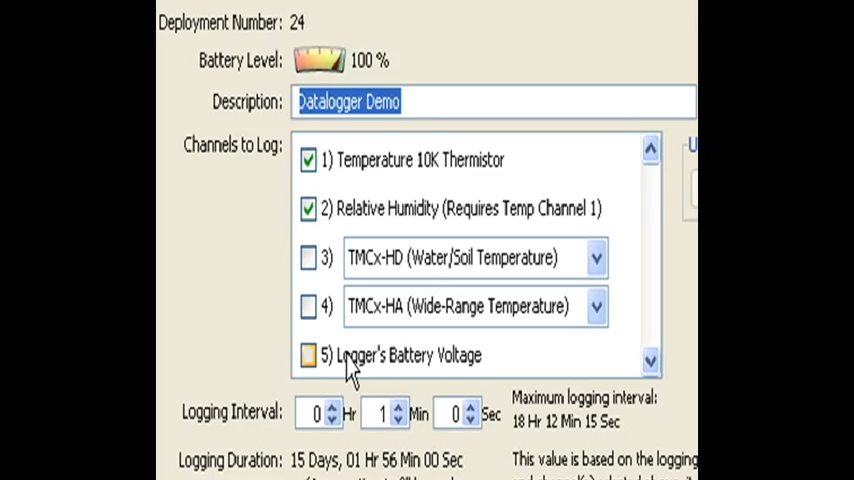 Deployment Number: 24
Battery Level: 100 %
Description: Datalogger Demo
Channels to Log:
1) Temperature 10K Thermistor
2) Relative Humidity (Requires Temp Channel 1)
3) TMCx-HD (Water/Soil Temperature)
4) TMCx-HA (Wide-Range Temperature)
5) Logger's Battery Voltage
Logging Interval: 0 Hr 1 Min 0 Sec
Maximum logging interval:
18 Hr 12 Min 15 Sec
Logging Duration: 15 Days, 01 Hr 56 Min 00 Sec
This value is based on the logging